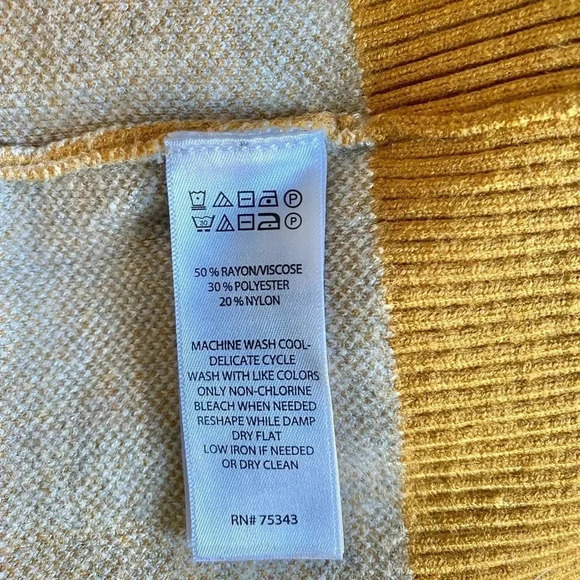 30
50 % RAYON/VISCOSE
30 % POLYESTER
20 % NYLON
MACHINE WASH COOL-
DELICATE CYCLE
WASH WITH LIKE COLORS
ONLY NON-CHLORINE
BLEACH WHEN NEEDED
RESHAPE WHILE DAMP
DRY FLAT
LOW IRON IF NEEDED
OR DRY CLEAN
RN# 75343